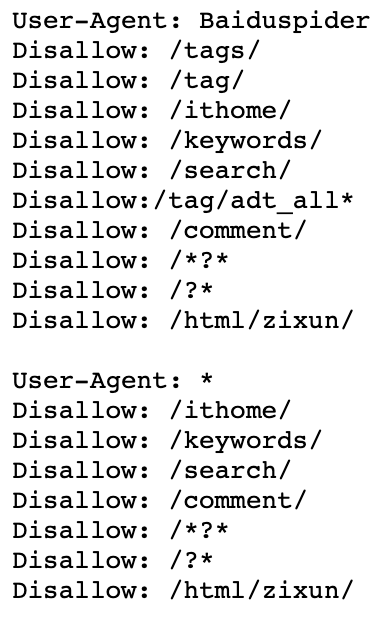 User-Agent: Baiduspider
Disallow: /tags/
Disallow: /tag/
Disallow: /ithome/
Disallow: /keywords/
Disallow: /search/
Disallow:/tag/adt_all*
Disallow: /comment/
Disallow: /*?*
Disallow: /?*
Disallow: /html/zixun/

User-Agent: *
Disallow: /ithome/
Disallow: /keywords/
Disallow: /search/
Disallow: /comment/
Disallow: /*?*
Disallow: /?*
Disallow: /html/zixun/